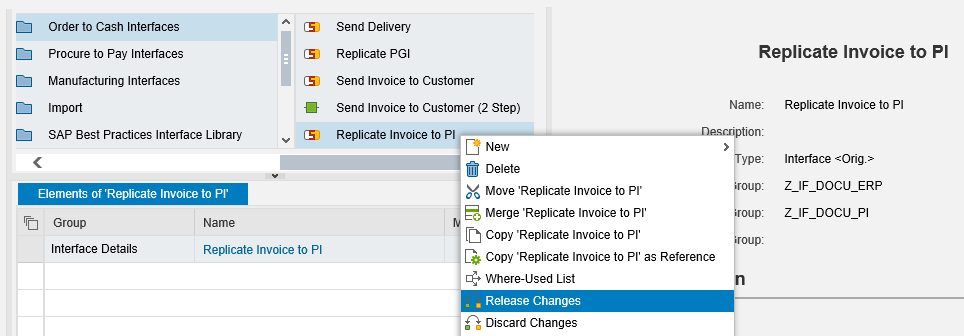 Order to Cash Interfaces
Procure to Pay Interfaces
Manufacturing Interfaces
Import
SAP Best Practices Interface Library
Send Delivery
Replicate PGI
Send Invoice to Customer
Send Invoice to Customer (2 Step)
Replicate Invoice to PI
Replicate Invoice to PI
Name: Replicate Invoice to PI
Description:
Type: Interface <Orig.>
Group: Z_IF_DOCU_ERP
Group: Z_IF_DOCU_PI
Group:
Elements of 'Replicate Invoice to PI'
Group Name
Interface Details Replicate Invoice to PI
New
Delete
Move 'Replicate Invoice to PI'
Merge 'Replicate Invoice to PI'
Copy 'Replicate Invoice to PI'
Copy 'Replicate Invoice to PI' as Reference
Where-Used List
Release Changes
Discard Changes